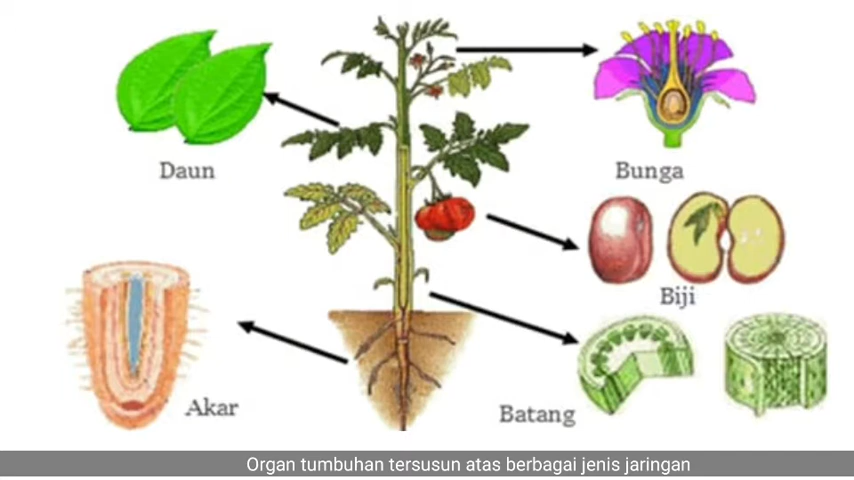 Daun
Bunga
Biji
Akar
Batang
Organ tumbuhan tersusun atas berbagai jenis jaringan